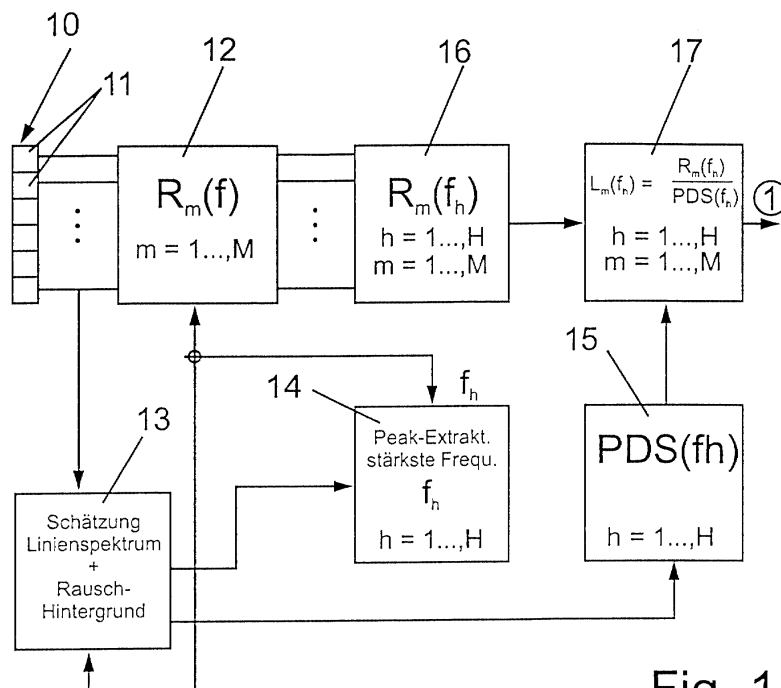 10
11
12
16
17
R_m(f)
m = 1...,M
R_m(f_h)
h = 1...,H
m = 1...,M
L_m(f_h) = R_m(f_h) / PDS(f_h)
h = 1...,H
m = 1...,M
1
13
14
15
f_h
Schätzung
Linienspektrum
+
Rausch-
Hintergrund
Peak-Extrakt.
stärkste Frequ.
f_h
h = 1...,H
PDS(fh)
h = 1...,H
Fig. 1